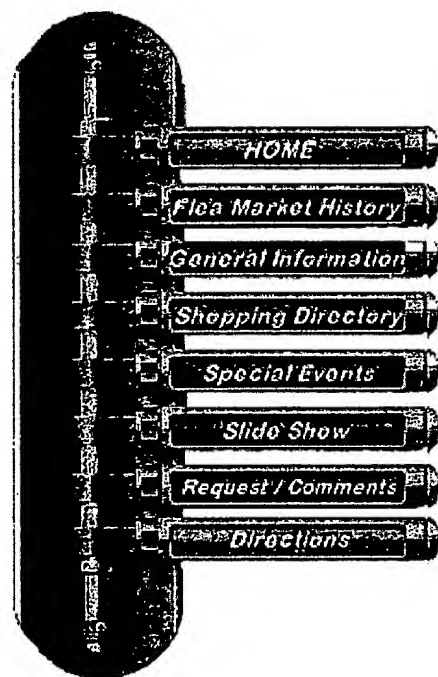 HOME
Flea Market History
General Information
Shopping Directory
Special Events
Slide Show
Request / Comments
Directions